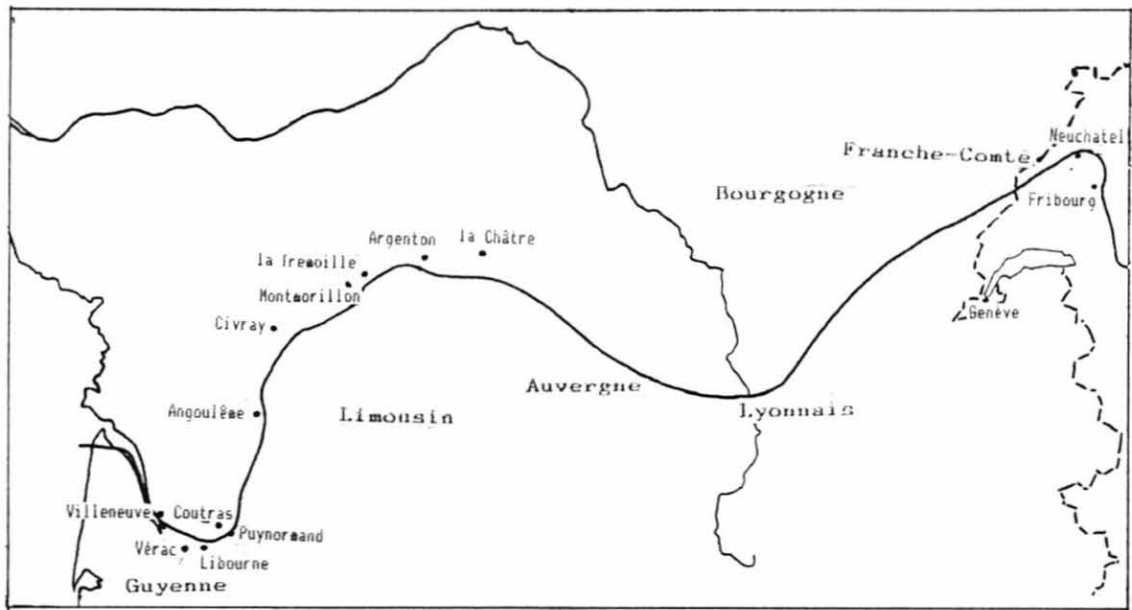 Neuchatel
Franche-Comté
Bourgogne
Fribourg
Argenton
la Châtre
la Tremoille
Montmorillon
Genève
Civray
Auvergne
Lyonnais
Angoulême
Limousin
Villeneuve
Coutras
Puynormand
Vérac
Libourne
Guyenne